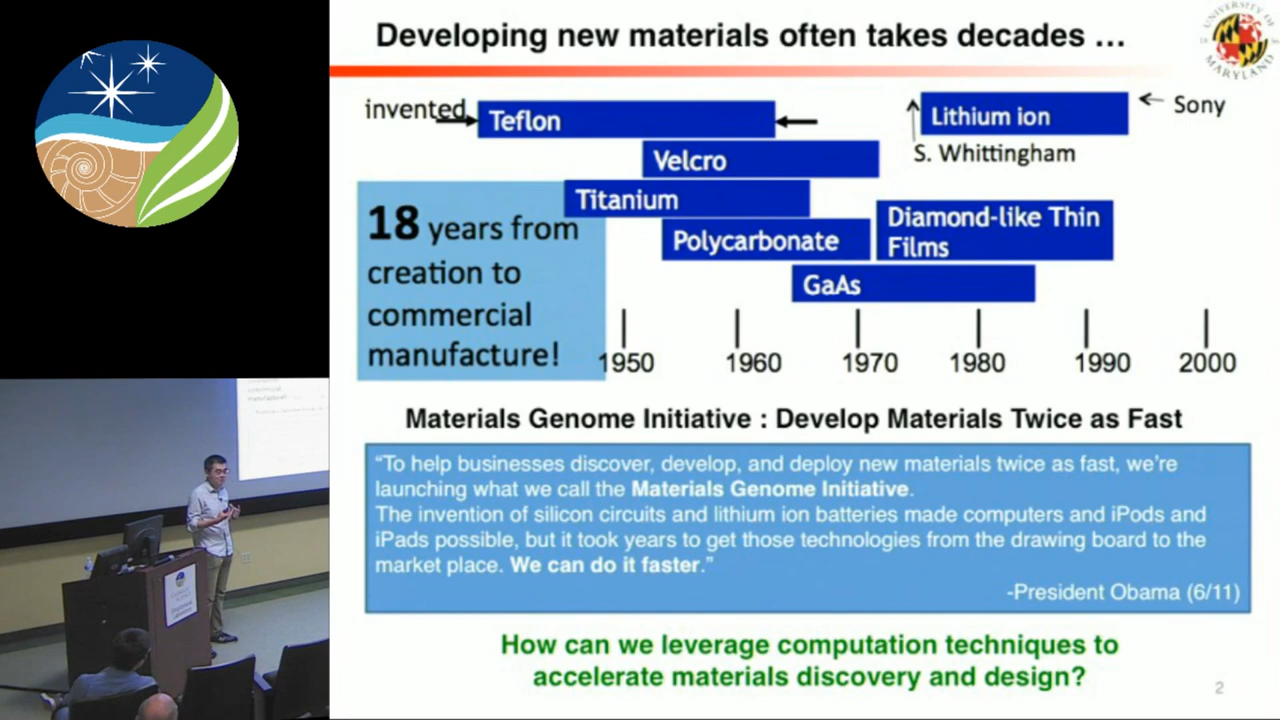 Developing new materials often takes decades ...
UNIVERSITY OF
MARYLAND
invented
Teflon
Lithium ion
Sony
S. Whittingham
Velcro
Titanium
18 years from
creation to
commercial
manufacture!
Polycarbonate
Diamond-like Thin
Films
GaAs
1950 1960 1970 1980 1990 2000
Materials Genome Initiative : Develop Materials Twice as Fast
“To help businesses discover, develop, and deploy new materials twice as fast, we’re
launching what we call the Materials Genome Initiative.
The invention of silicon circuits and lithium ion batteries made computers and iPods and
iPads possible, but it took years to get those technologies from the drawing board to the
market place. We can do it faster.”
-President Obama (6/11)
How can we leverage computation techniques to
accelerate materials discovery and design?
2